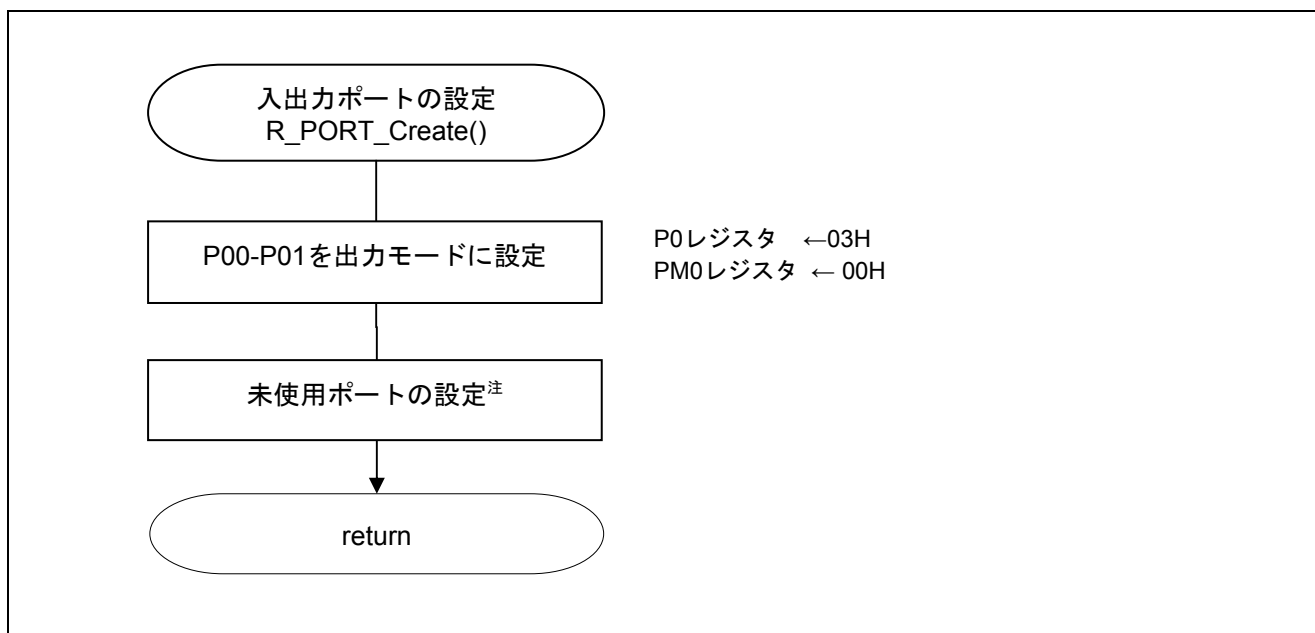 入出力ポートの設定
R_PORT_Create()
P00-P01を出力モードに設定
P0レジスタ ←03H
PM0レジスタ ← 00H
未使用ポートの設定注
return